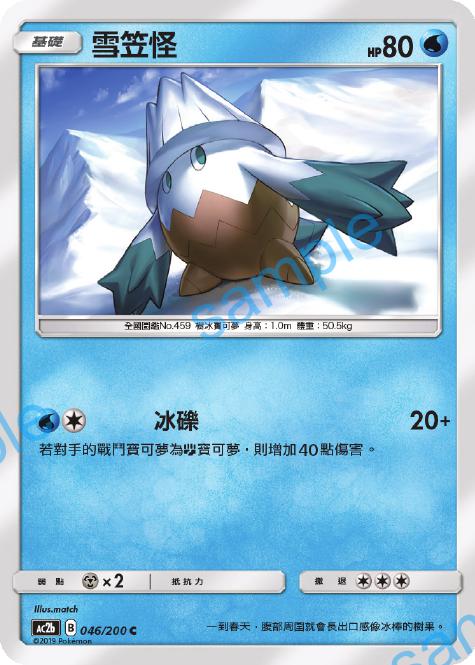 基礎 雪笠怪 HP80
全國圖鑑No.459 樹冰寶可夢 身高：1.0m 體重：50.5kg
冰礫 20+
若對手的戰鬥寶可夢為寶可夢，則增加40點傷害。
弱點 ×2 抵抗力 撤退
Illus.match
AC2b B 046/200 C
©2019 Pokémon
一到春天，腹部周圍就會長出口感像冰棒的樹果。
sample
sample
sample